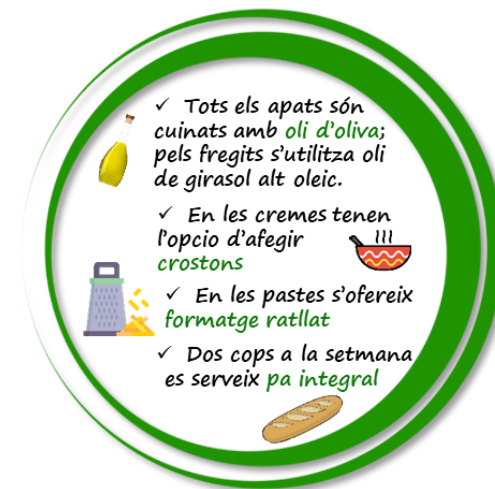 ✓ Tots els apats són
cuinats amb oli d'oliva;
pels fregits s'utilitza oli
de girasol alt oleic.
✓ En les cremes tenen
l'opcio d'afegir
crostons
✓ En les pastes s'ofereix
formatge ratllat
✓ Dos cops a la setmana
es serveix pa integral